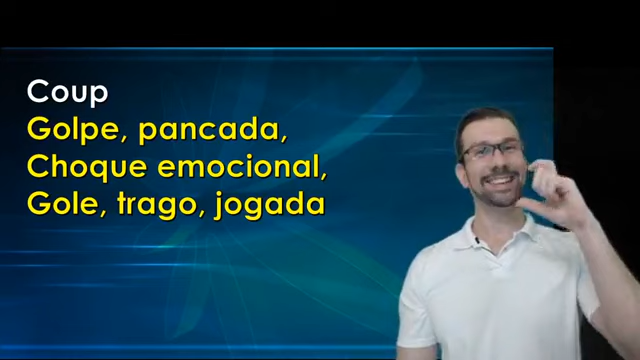 Coup
Golpe, pancada,
Choque emocional,
Gole, trago, jogada